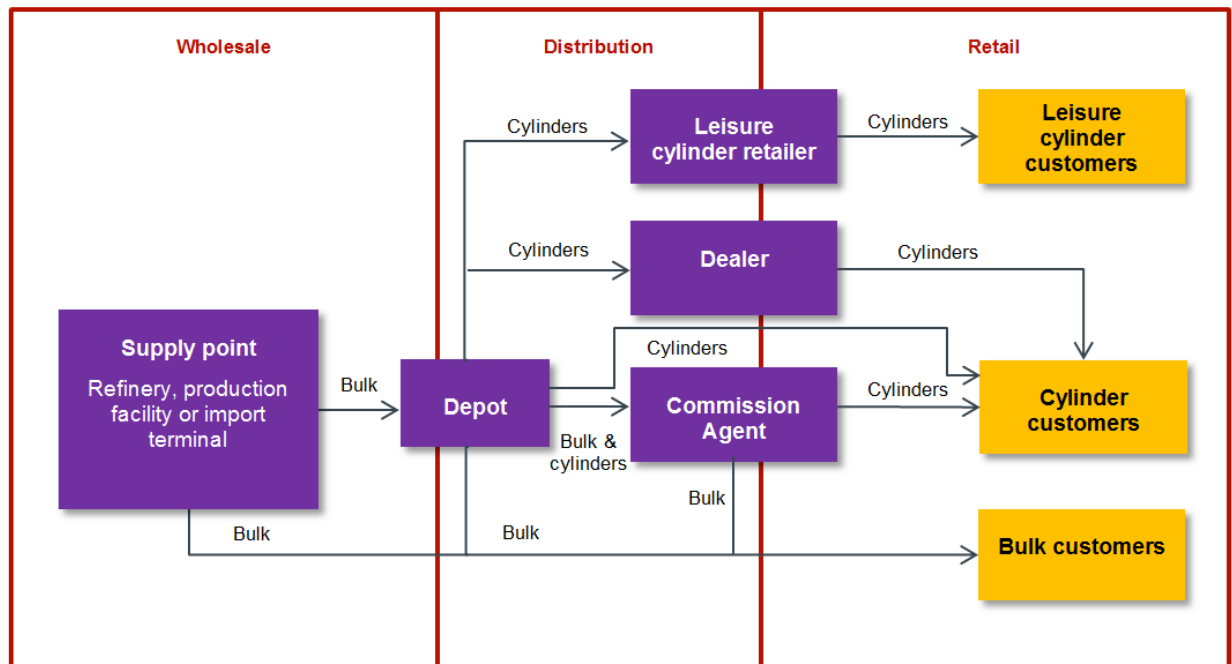 Wholesale
Distribution
Retail
Cylinders
Leisure
cylinder retailer
Cylinders
Leisure
cylinder
customers
Cylinders
Dealer
Cylinders
Supply point
Refinery, production
facility or import
terminal
Bulk
Depot
Cylinders
Bulk &
cylinders
Commission
Agent
Cylinders
Cylinder
customers
Bulk
Bulk
Bulk
Bulk customers